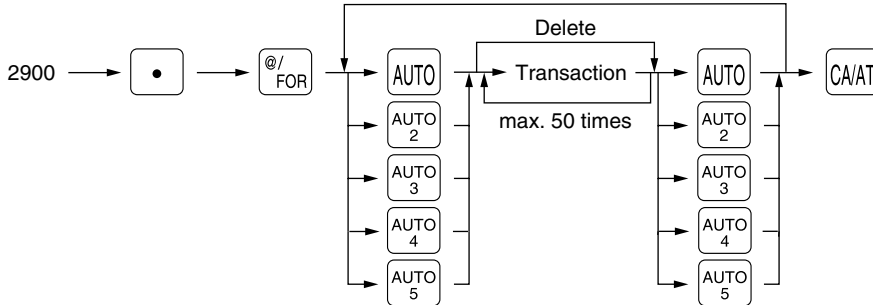 Delete
2900
•
@/
FOR
AUTO
Transaction
AUTO
CA/AT
max. 50 times
AUTO
2
AUTO
2
AUTO
3
AUTO
3
AUTO
4
AUTO
4
AUTO
5
AUTO
5